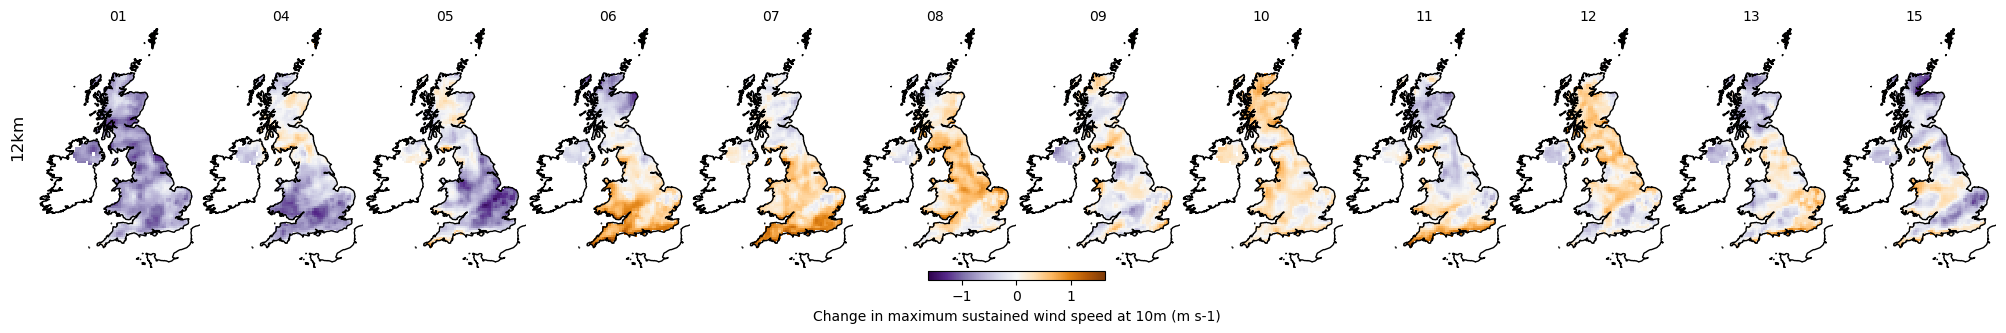 01 04 05 06 07 08 09 10 11 12 13 15
12km
−1 0 1
Change in maximum sustained wind speed at 10m (m s-1)